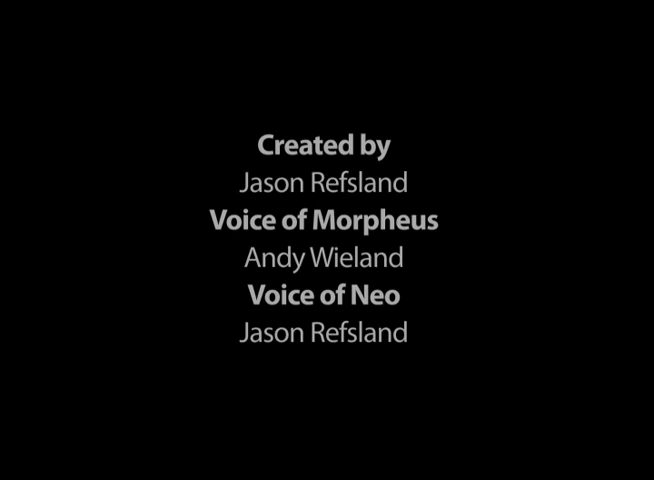 Created by
Jason Refsland
Voice of Morpheus
Andy Wieland
Voice of Neo
Jason Refsland